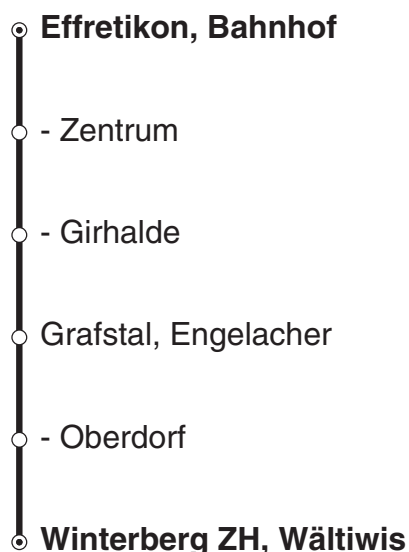 Effretikon, Bahnhof
- Zentrum
- Girhalde
Grafstal, Engelacher
- Oberdorf
Winterberg ZH, Wältiwis